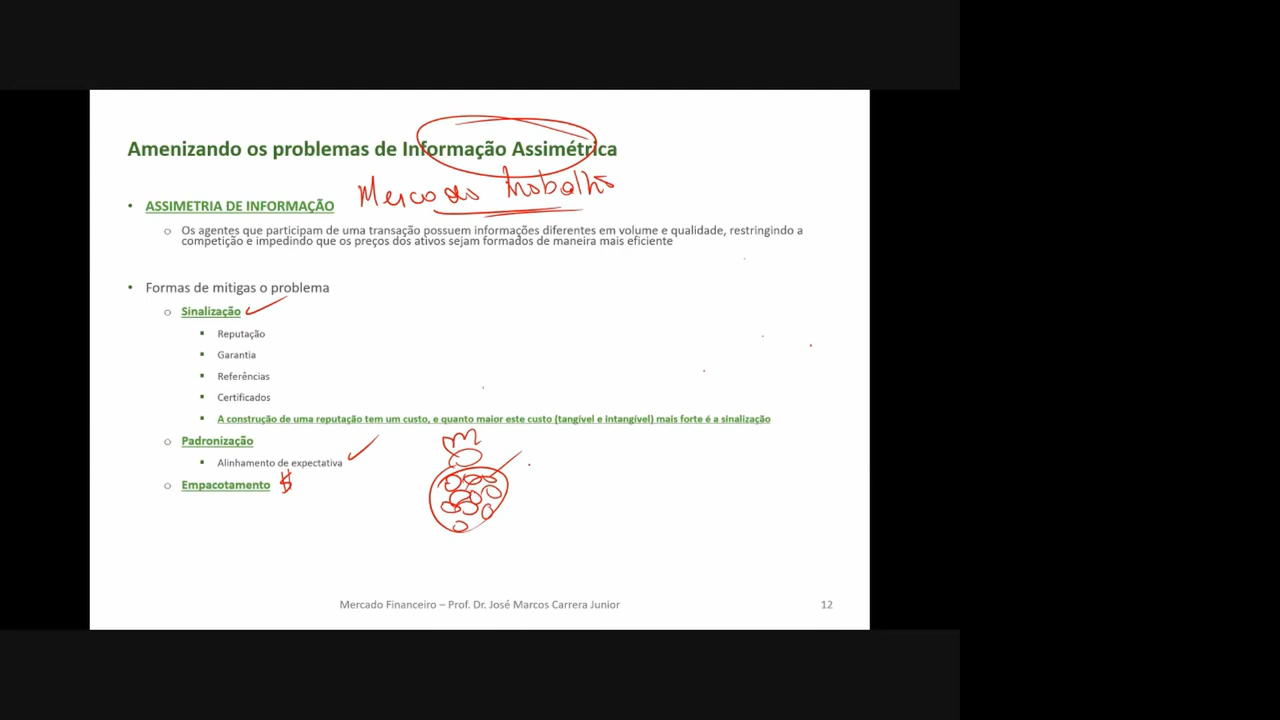 Amenizando os problemas de Informação Assimétrica
Mercado trabalho
• ASSIMETRIA DE INFORMAÇÃO
o Os agentes que participam de uma transação possuem informações diferentes em volume e qualidade, restringindo a
competição e impedindo que os preços dos ativos sejam formados de maneira mais eficiente
• Formas de mitigas o problema
o Sinalização
▪ Reputação
▪ Garantia
▪ Referências
▪ Certificados
▪ A construção de uma reputação tem um custo, e quanto maior este custo (tangível e intangível) mais forte é a sinalização
o Padronização
▪ Alinhamento de expectativa
o Empacotamento $
Mercado Financeiro – Prof. Dr. José Marcos Carrera Junior
12